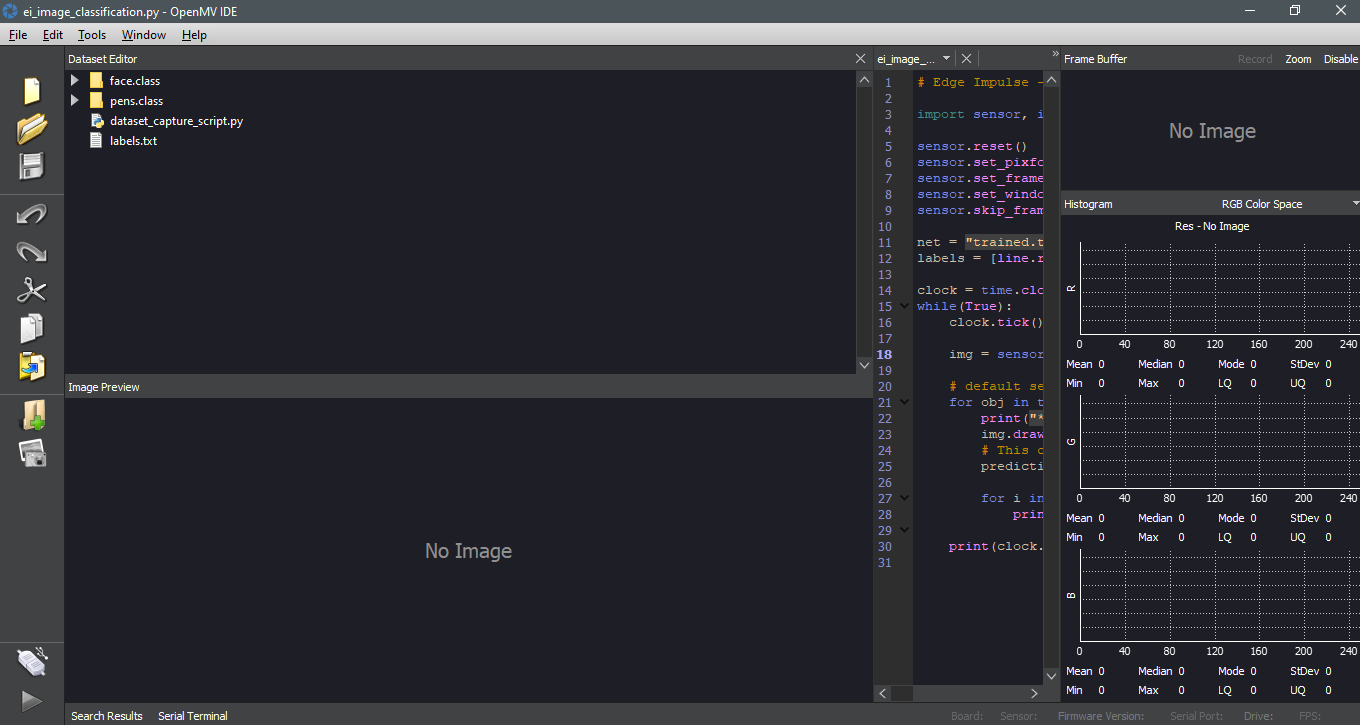 ei_image_classification.py - OpenMV IDE
File Edit Tools Window Help
Dataset Editor
face.class
pens.class
dataset_capture_script.py
labels.txt
Image Preview
No Image
ei_image_...
1 # Edge Impulse -
2
3 import sensor, i
4
5 sensor.reset()
6 sensor.set_pixfo
7 sensor.set_frame
8 sensor.set_windo
9 sensor.skip_fram
10
11 net = "trained.t
12 labels = [line.r
13
14 clock = time.clo
15 while(True):
16 clock.tick()
17
18 img = sensor
19
20 # default se
21 for obj in t
22 print("*
23 img.draw
24 # This c
25 predicti
26
27 for i in
28 prin
29
30 print(clock.
31
» Frame Buffer Record Zoom Disable
No Image
Histogram RGB Color Space
Res - No Image
R
0 40 80 120 160 200 240
Mean 0 Median 0 Mode 0 StDev 0
Min 0 Max 0 LQ 0 UQ 0
G
0 40 80 120 160 200 240
Mean 0 Median 0 Mode 0 StDev 0
Min 0 Max 0 LQ 0 UQ 0
B
0 40 80 120 160 200 240
Mean 0 Median 0 Mode 0 StDev 0
Min 0 Max 0 LQ 0 UQ 0
Search Results Serial Terminal Board: Sensor: Firmware Version: Serial Port: Drive: FPS: